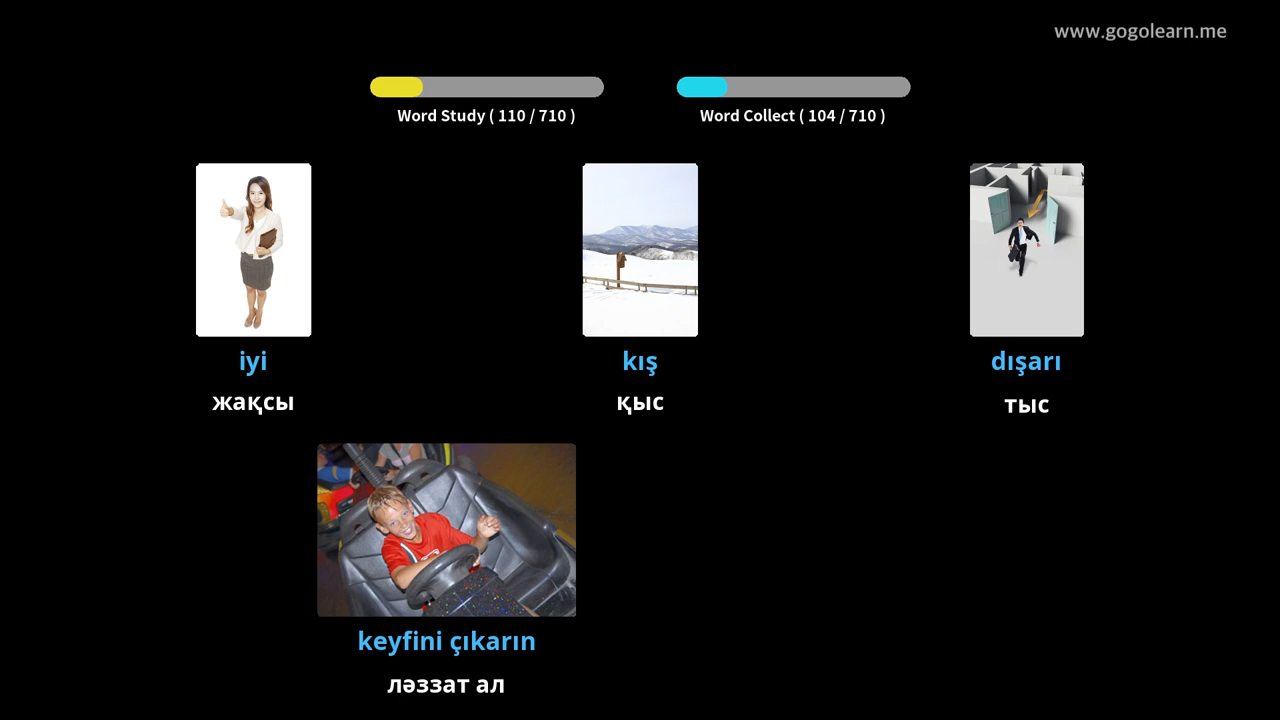 www.gogolearn.me
Word Study ( 110 / 710 )
Word Collect ( 104 / 710 )
iyi
жақсы
kış
қыс
dışarı
тыс
keyfini çıkarın
ләззат ал